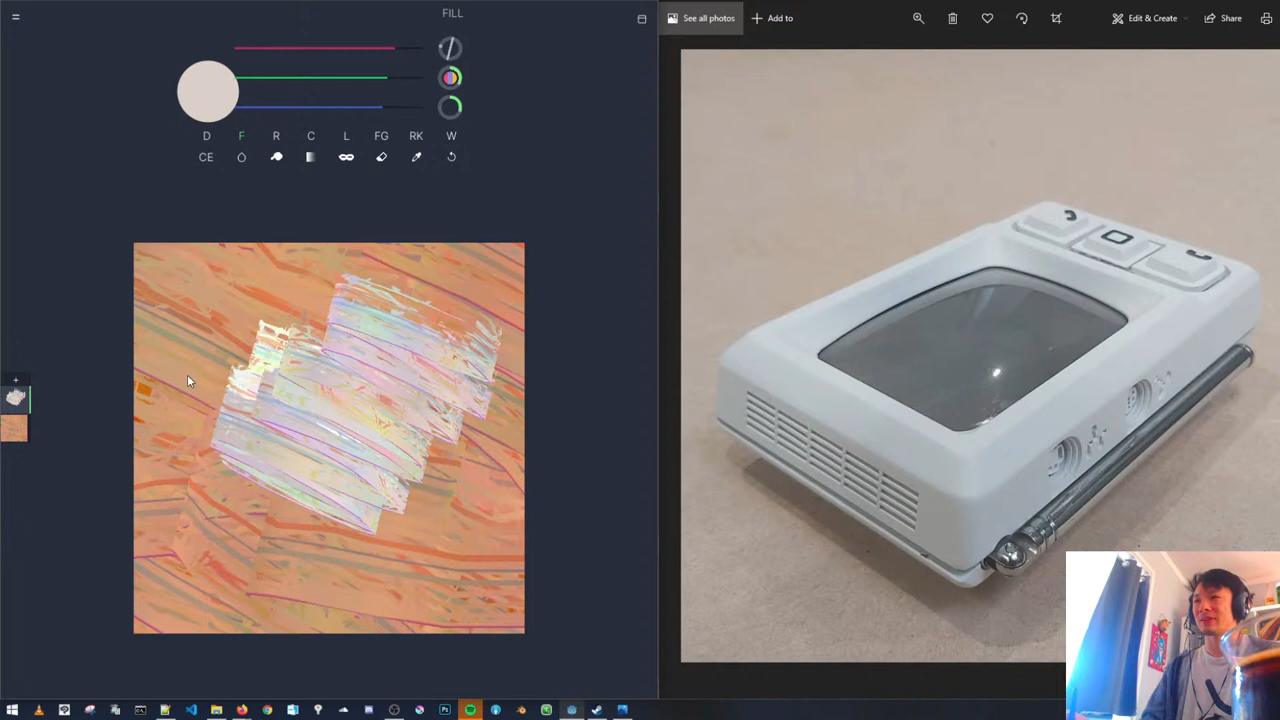 FILL
See all photos
Add to
Edit & Create
Share
D F R C L FG RK W
CE